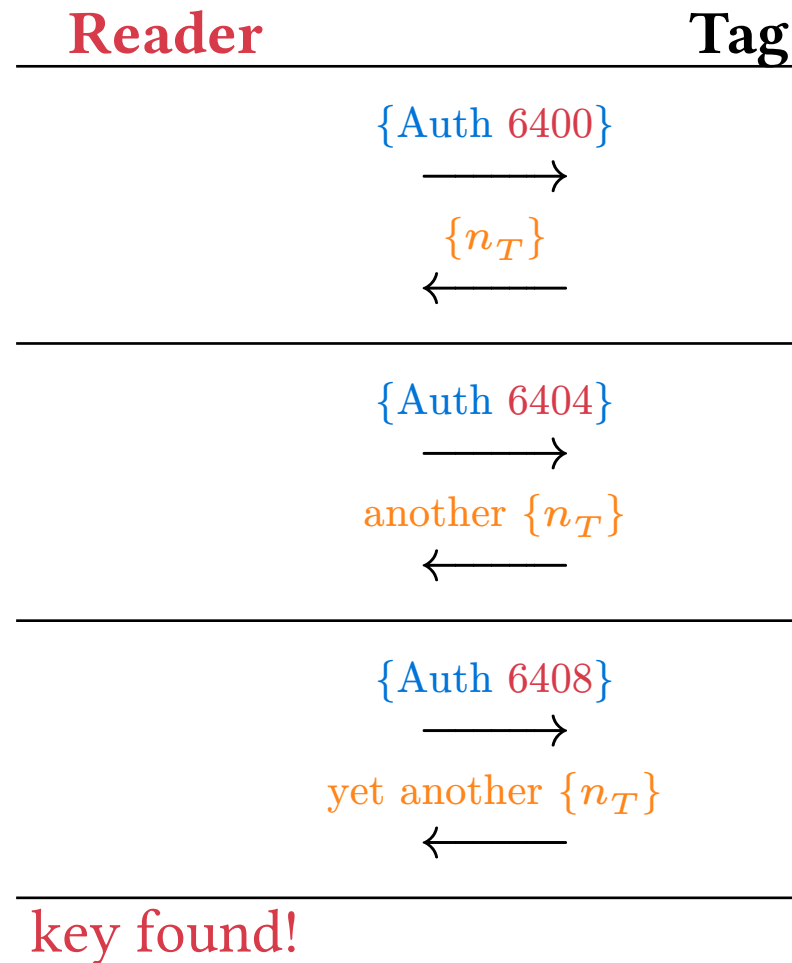 Reader Tag
{Auth 6400}
{n_T}
{Auth 6404}
another {n_T}
{Auth 6408}
yet another {n_T}
key found!